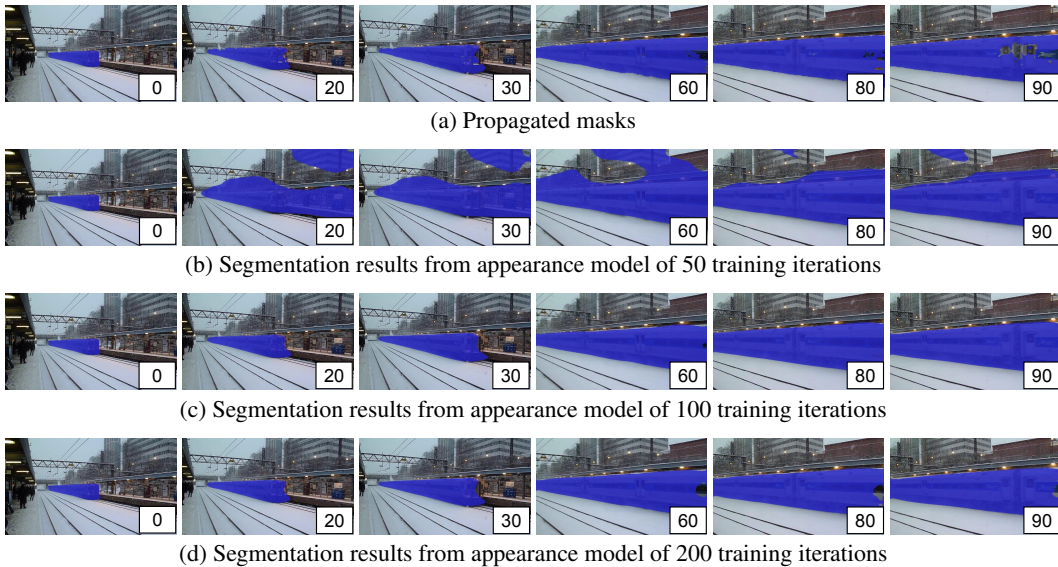 0 20 30 60 80 90
(a) Propagated masks
0 20 30 60 80 90
(b) Segmentation results from appearance model of 50 training iterations
0 20 30 60 80 90
(c) Segmentation results from appearance model of 100 training iterations
0 20 30 60 80 90
(d) Segmentation results from appearance model of 200 training iterations